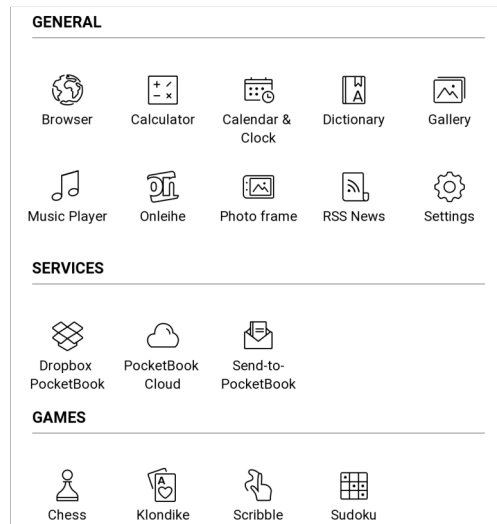 GENERAL
Browser Calculator Calendar & Clock Dictionary Gallery
Music Player Onleihe Photo frame RSS News Settings
SERVICES
Dropbox PocketBook PocketBook Cloud Send-to-PocketBook
GAMES
Chess Klondike Scribble Sudoku